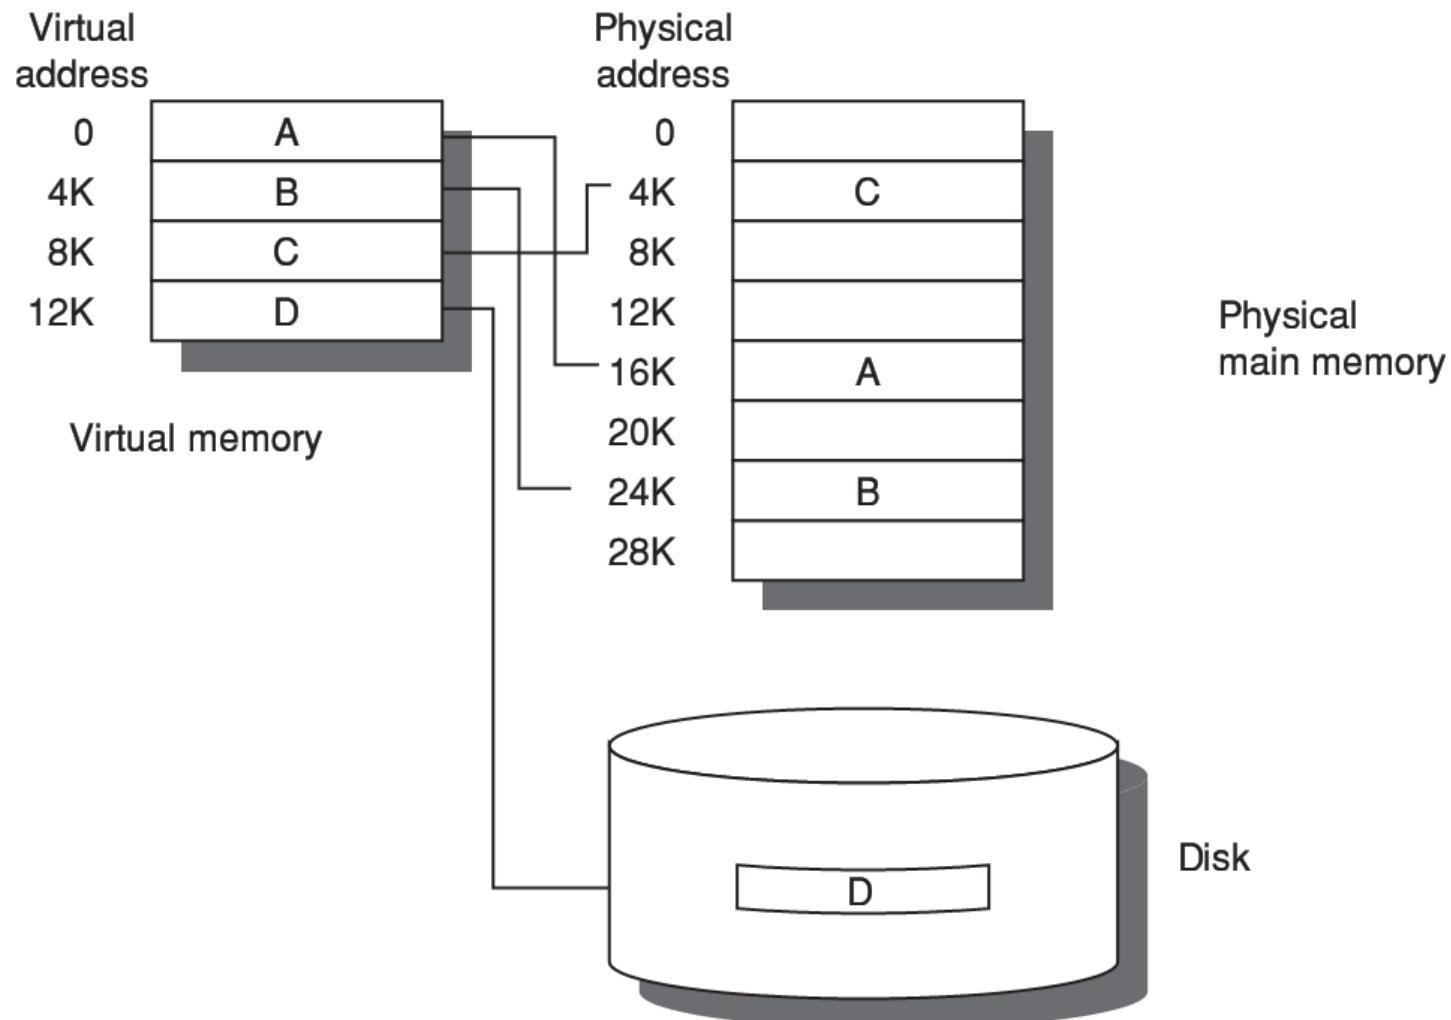 Virtual
address
Physical
address
0
A
4K
B
8K
C
12K
D
Virtual memory
0
4K
C
8K
12K
16K
A
20K
24K
B
28K
Physical
main memory
D
Disk